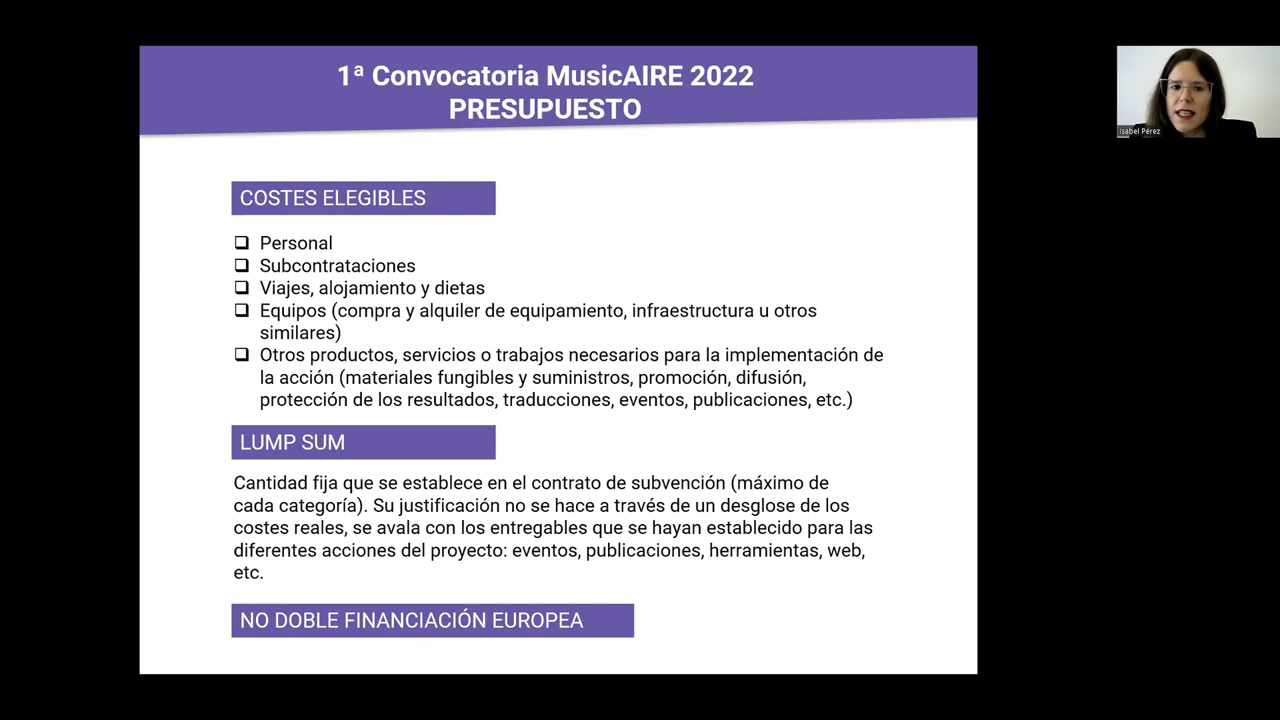 1ª Convocatoria MusicAIRE 2022
PRESUPUESTO
Isabel Pérez
COSTES ELEGIBLES
❑ Personal
❑ Subcontrataciones
❑ Viajes, alojamiento y dietas
❑ Equipos (compra y alquiler de equipamiento, infraestructura u otros
similares)
❑ Otros productos, servicios o trabajos necesarios para la implementación de
la acción (materiales fungibles y suministros, promoción, difusión,
protección de los resultados, traducciones, eventos, publicaciones, etc.)
LUMP SUM
Cantidad fija que se establece en el contrato de subvención (máximo de
cada categoría). Su justificación no se hace a través de un desglose de los
costes reales, se avala con los entregables que se hayan establecido para las
diferentes acciones del proyecto: eventos, publicaciones, herramientas, web,
etc.
NO DOBLE FINANCIACIÓN EUROPEA